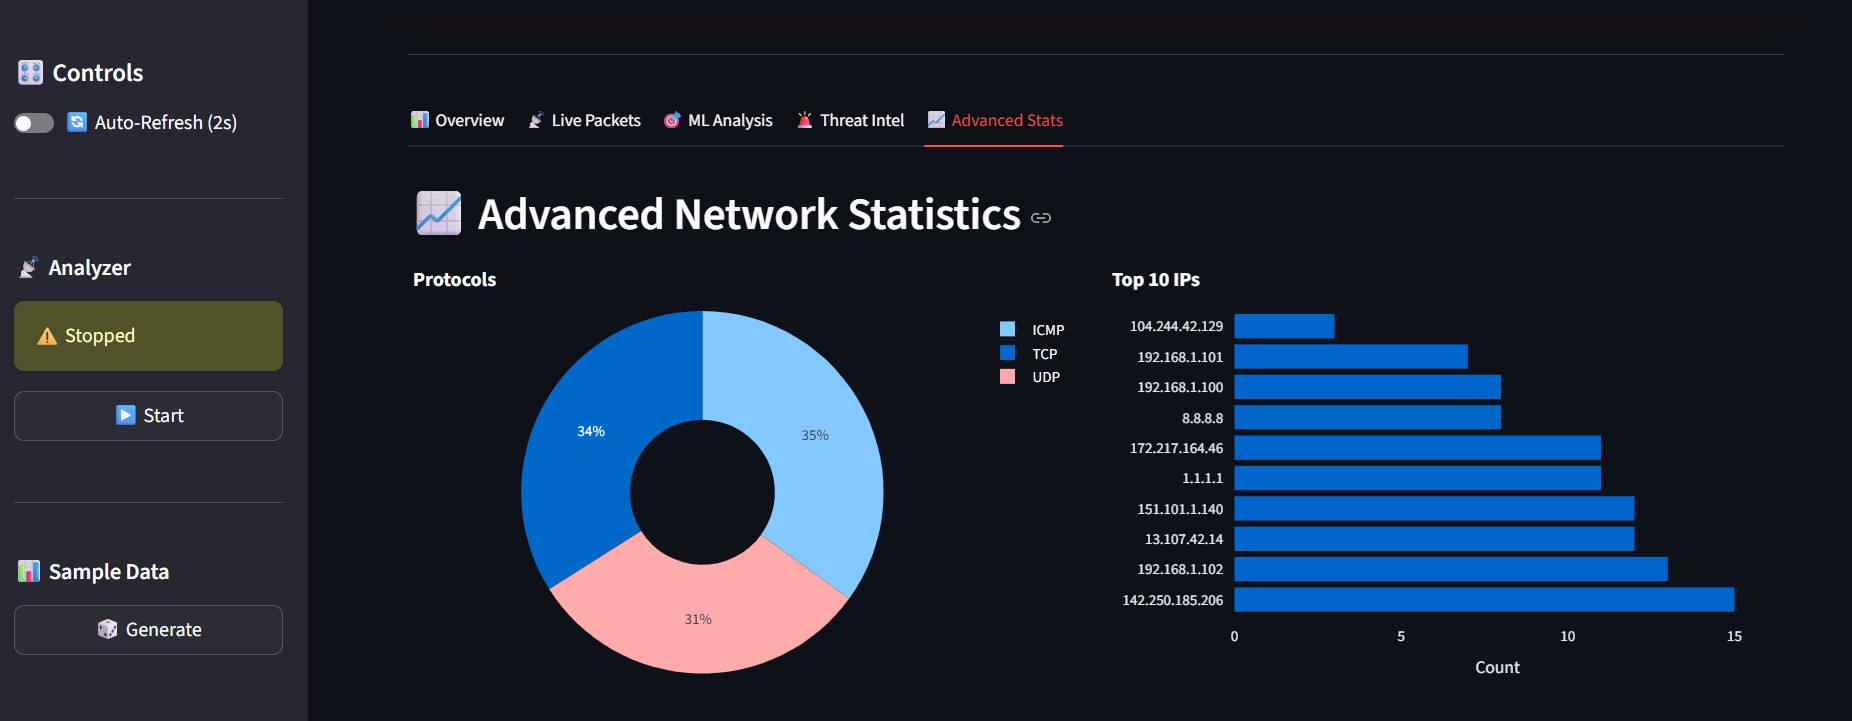 Controls
Auto-Refresh (2s)
Analyzer
Stopped
Start
Sample Data
Generate
Overview
Live Packets
ML Analysis
Threat Intel
Advanced Stats
Advanced Network Statistics
Protocols
34%
35%
31%
ICMP
TCP
UDP
Top 10 IPs
104.244.42.129
192.168.1.101
192.168.1.100
8.8.8.8
172.217.164.46
1.1.1.1
151.101.1.140
13.107.42.14
192.168.1.102
142.250.185.206
0 5 10 15
Count